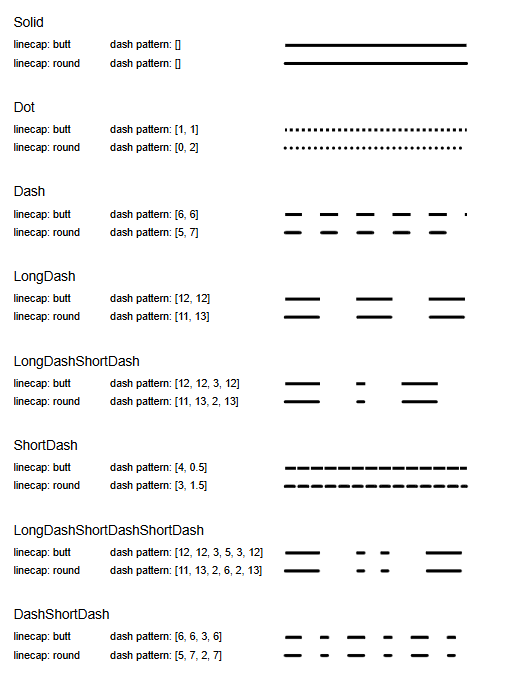 Solid
linecap: butt dash pattern: []
linecap: round dash pattern: []
Dot
linecap: butt dash pattern: [1, 1]
linecap: round dash pattern: [0, 2]
Dash
linecap: butt dash pattern: [6, 6]
linecap: round dash pattern: [5, 7]
LongDash
linecap: butt dash pattern: [12, 12]
linecap: round dash pattern: [11, 13]
LongDashShortDash
linecap: butt dash pattern: [12, 12, 3, 12]
linecap: round dash pattern: [11, 13, 2, 13]
ShortDash
linecap: butt dash pattern: [4, 0.5]
linecap: round dash pattern: [3, 1.5]
LongDashShortDashShortDash
linecap: butt dash pattern: [12, 12, 3, 5, 3, 12]
linecap: round dash pattern: [11, 13, 2, 6, 2, 13]
DashShortDash
linecap: butt dash pattern: [6, 6, 3, 6]
linecap: round dash pattern: [5, 7, 2, 7]